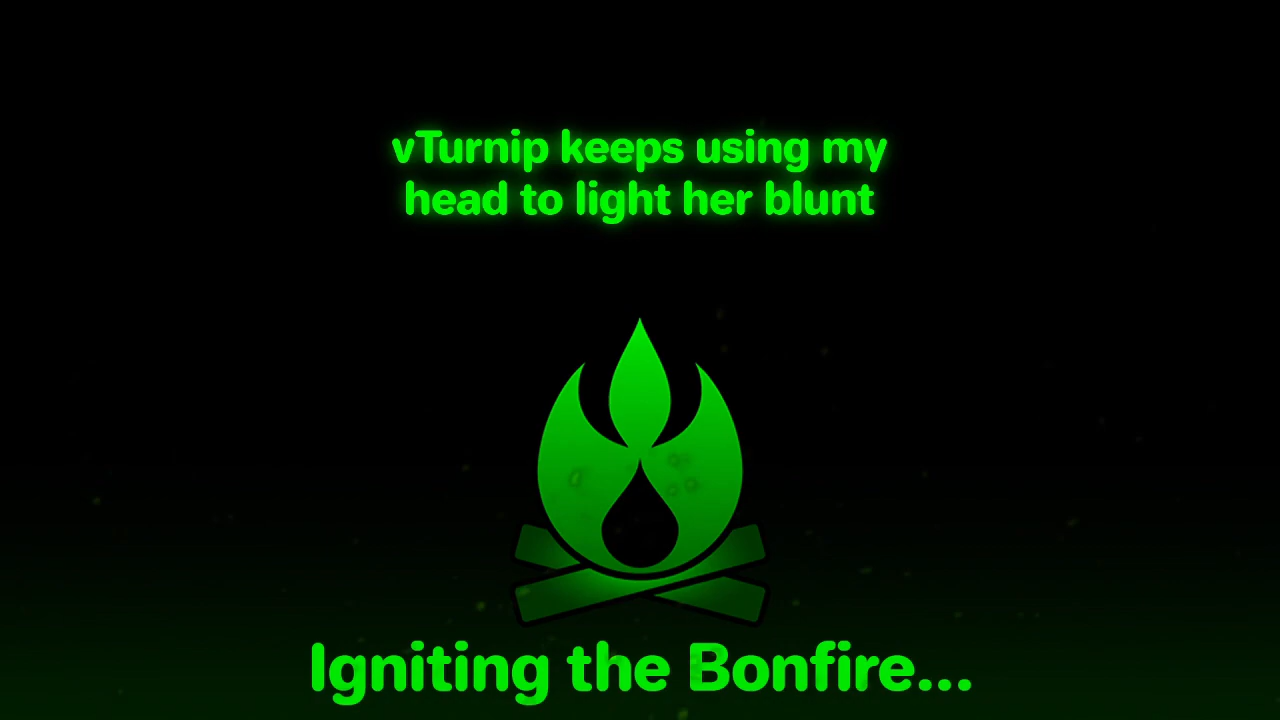 vTurnip keeps using my
head to light her blunt
Igniting the Bonfire...